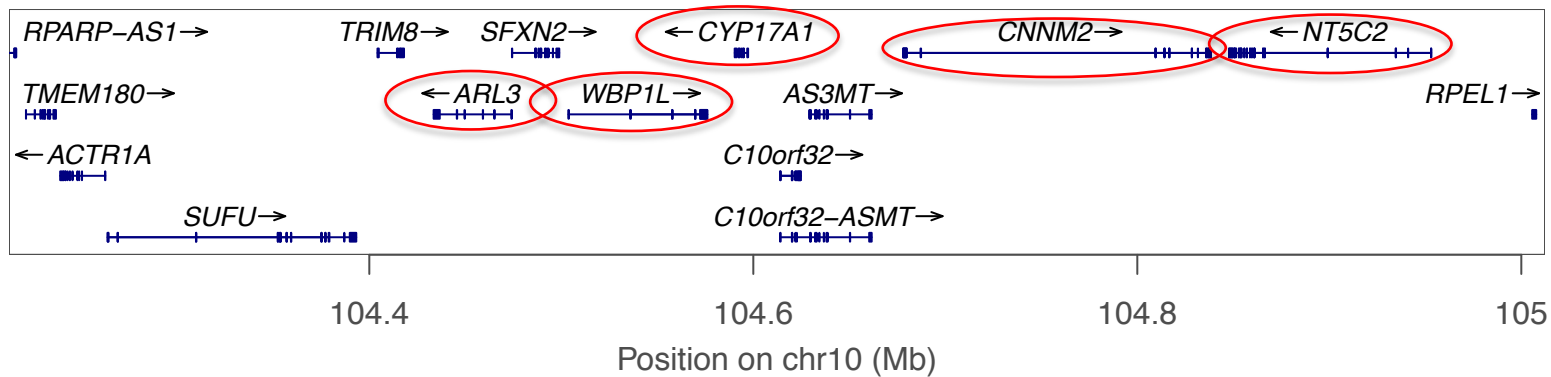 RPARP−AS1→ TRIM8→ SFXN2→ ←CYP17A1 CNNM2→ ←NT5C2
TMEM180→ ←ARL3 WBP1L→ AS3MT→ RPEL1→
←ACTR1A C10orf32→
SUFU→ C10orf32−ASMT→
104.4 104.6 104.8 105
Position on chr10 (Mb)